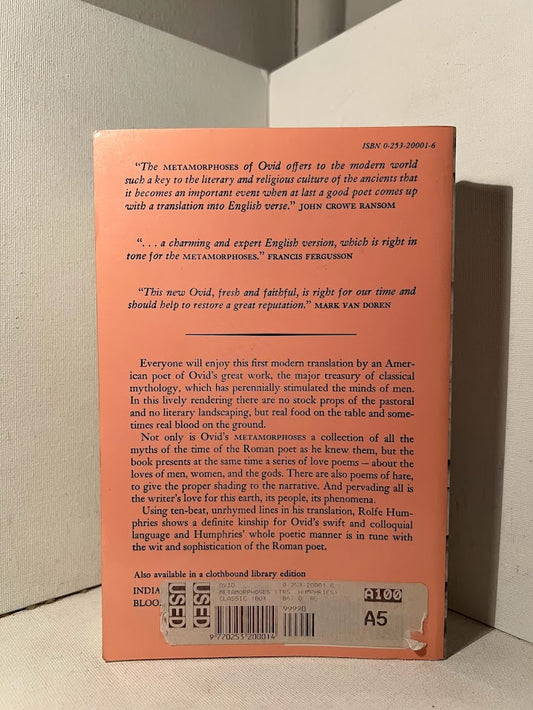 ISBN 0-253-20001-6
"The METAMORPHOSES of Ovid offers to the modern world
such a key to the literary and religious culture of the ancients that
it becomes an important event when at last a good poet comes up
with a translation into English verse." JOHN CROWE RANSOM
". . . a charming and expert English version, which is right in
tone for the METAMORPHOSES." FRANCIS FERGUSSON
"This new Ovid, fresh and faithful, is right for our time and
should help to restore a great reputation." MARK VAN DOREN
Everyone will enjoy this first modern translation by an Amer-
ican poet of Ovid's great work, the major treasury of classical
mythology, which has perennially stimulated the minds of men.
In this lively rendering there are no stock props of the pastoral
and no literary landscaping, but real food on the table and some-
times real blood on the ground.
Not only is Ovid's METAMORPHOSES a collection of all the
myths of the time of the Roman poet as he knew them, but the
book presents at the same time a series of love poems – about the
loves of men, women, and the gods. There are also poems of hate,
to give the proper shading to the narrative. And pervading all is
the writer's love for this earth, its people, its phenomena.
Using ten-beat, unrhymed lines in his translation, Rolfe Hum-
phries shows a definite kinship for Ovid's swift and colloquial
language and Humphries' whole poetic manner is in tune with
the wit and sophistication of the Roman poet.
Also available in a clothbound library edition
INDIA
BLOO
USED
USED
OVID 0-253-20001-6
METAMORPHOSES (TRS. HUMPHRIES)
CLASSIC
99990
9 770253 200014
A100
A5